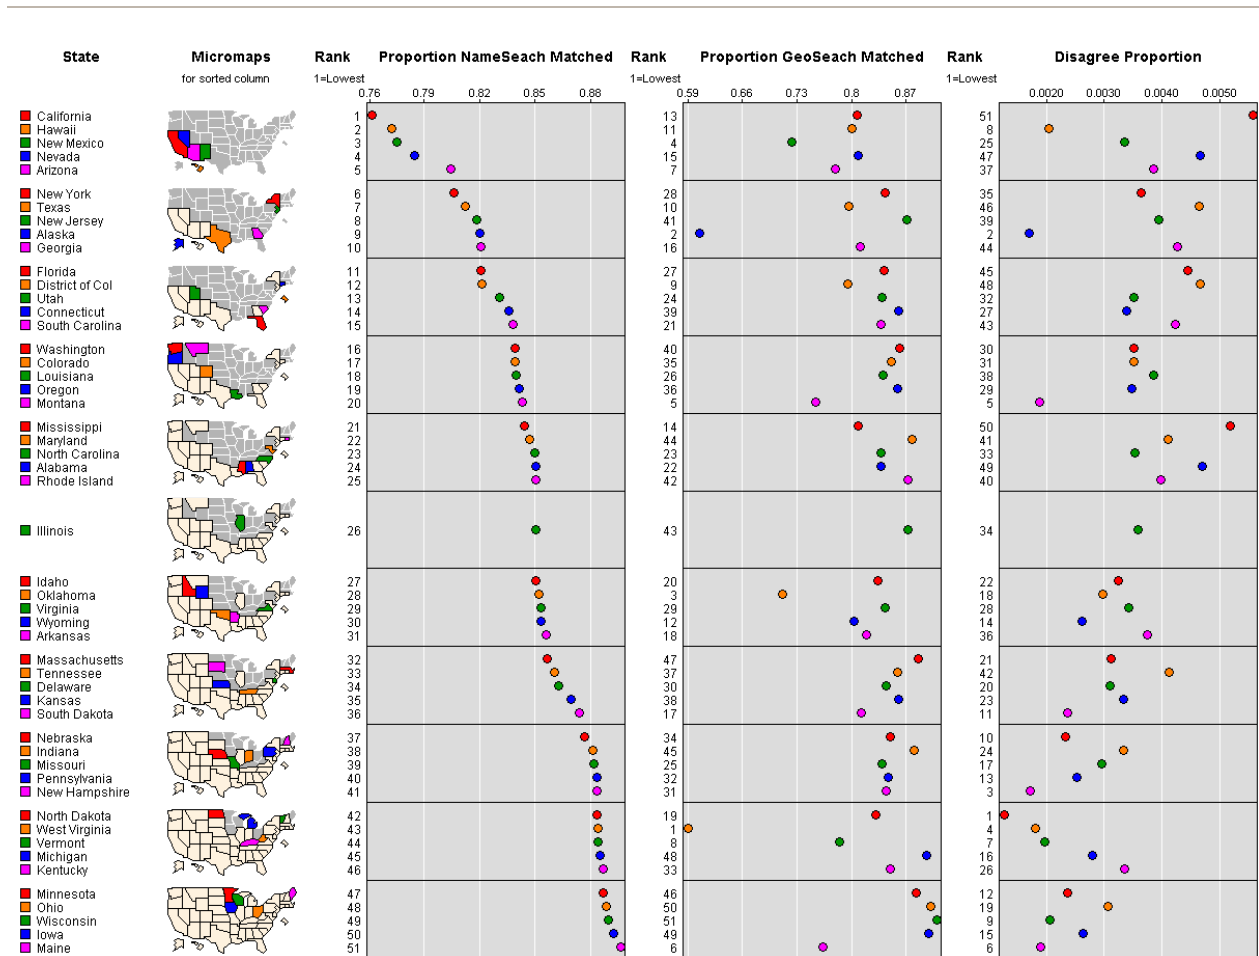 State Micromaps Rank Proportion NameSeach Matched Rank Proportion GeoSeach Matched Rank Disagree Proportion
for sorted column 1=Lowest 1=Lowest 1=Lowest
0.76 0.79 0.82 0.85 0.88 0.59 0.66 0.73 0.8 0.87 0.0020 0.0030 0.0040 0.0050
California 1 13 51
Hawaii 2 11 8
New Mexico 3 4 25
Nevada 4 15 47
Arizona 5 7 37
New York 6 28 35
Texas 7 10 46
New Jersey 8 41 39
Alaska 9 2 2
Georgia 10 16 44
Florida 11 27 45
District of Col 12 9 48
Utah 13 24 32
Connecticut 14 39 27
South Carolina 15 21 43
Washington 16 40 30
Colorado 17 35 31
Louisiana 18 26 38
Oregon 19 36 29
Montana 20 5 5
Mississippi 21 14 50
Maryland 22 44 41
North Carolina 23 23 33
Alabama 24 22 49
Rhode Island 25 42 40
Illinois 26 43 34
Idaho 27 20 22
Oklahoma 28 3 18
Virginia 29 29 28
Wyoming 30 12 14
Arkansas 31 18 36
Massachusetts 32 47 21
Tennessee 33 37 42
Delaware 34 30 20
Kansas 35 38 23
South Dakota 36 17 11
Nebraska 37 34 10
Indiana 38 45 24
Missouri 39 25 17
Pennsylvania 40 32 13
New Hampshire 41 31 3
North Dakota 42 19 1
West Virginia 43 1 4
Vermont 44 8 7
Michigan 45 48 16
Kentucky 46 33 26
Minnesota 47 46 12
Ohio 48 50 19
Wisconsin 49 51 9
Iowa 50 49 15
Maine 51 6 6